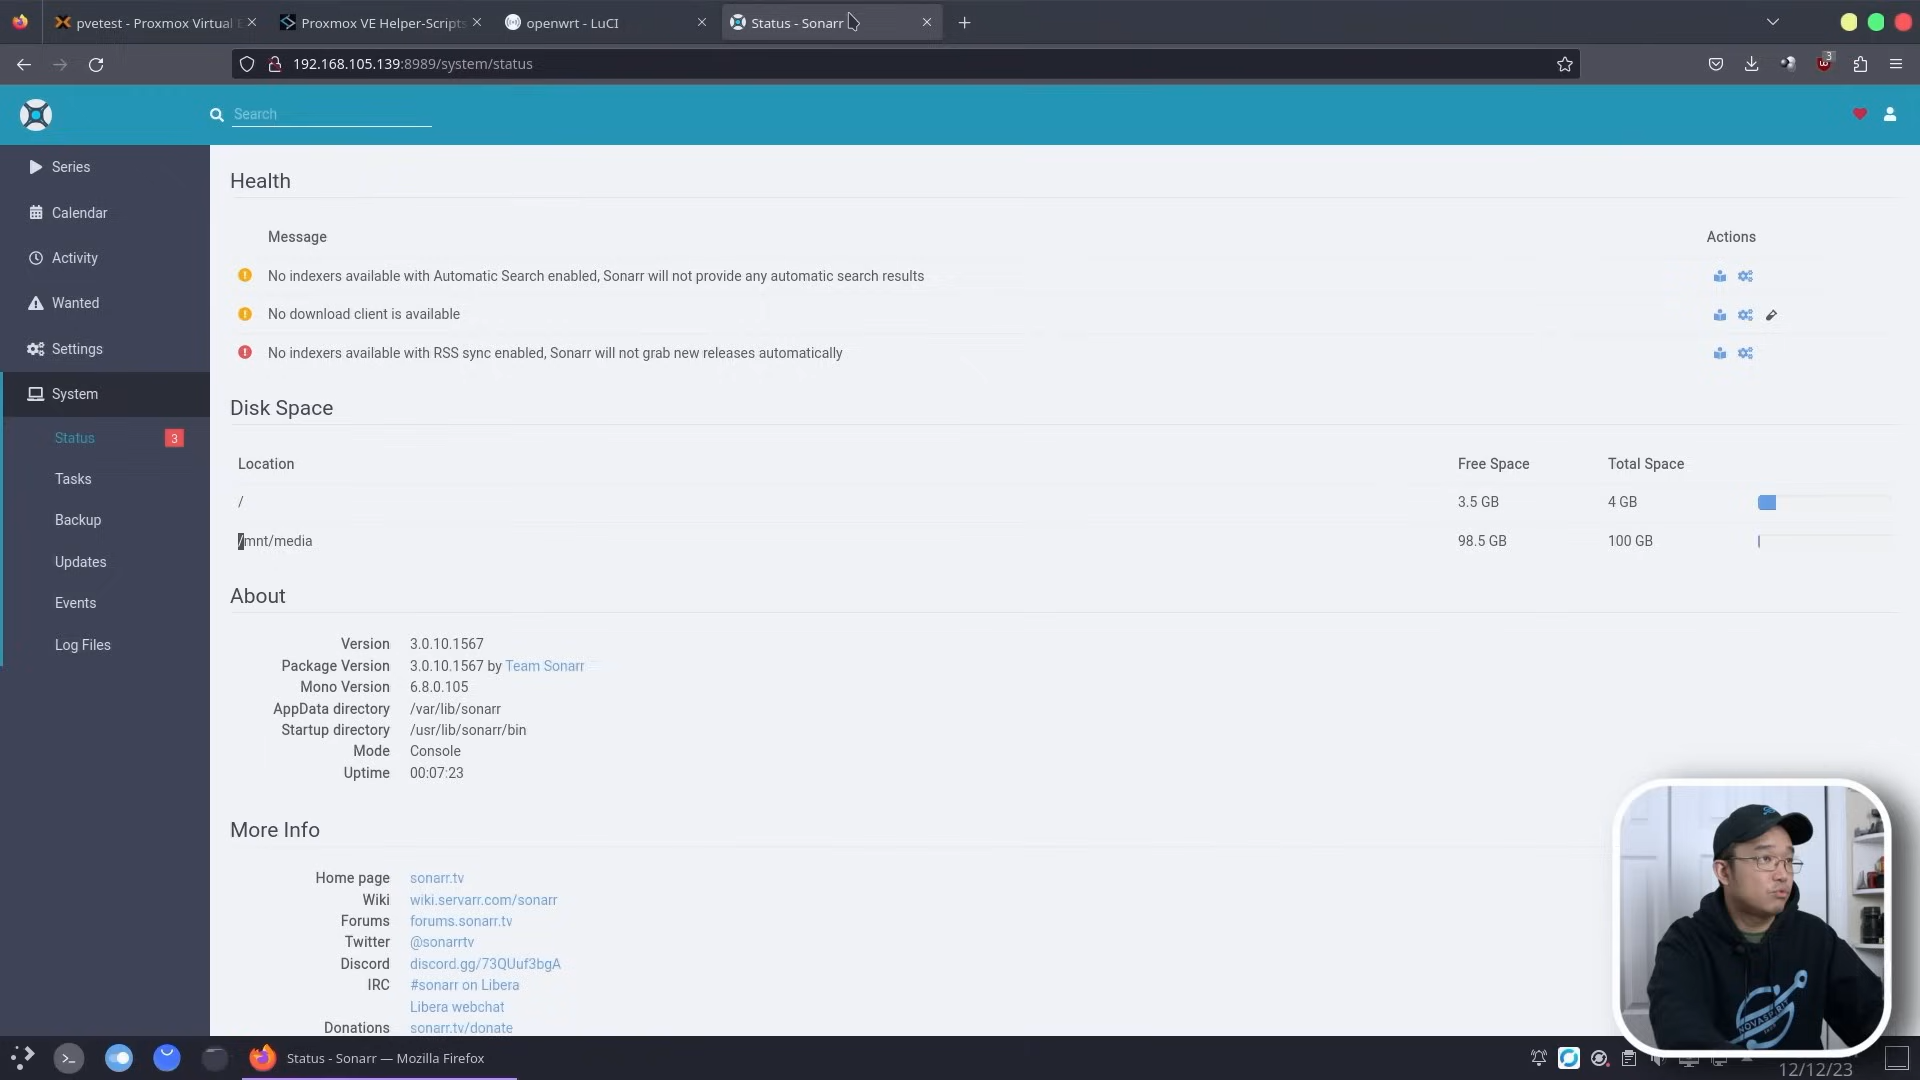 pvetest - Proxmox Virtual E
Proxmox VE Helper-Scripts
openwrt - LuCI
Status - Sonarr
192.168.105.139:8989/system/status
3
Search
Series
Calendar
Activity
Wanted
Settings
System
Status
3
Tasks
Backup
Updates
Events
Log Files
Health
Message
Actions
No indexers available with Automatic Search enabled, Sonarr will not provide any automatic search results
No download client is available
No indexers available with RSS sync enabled, Sonarr will not grab new releases automatically
Disk Space
Location
Free Space
Total Space
/
3.5 GB
4 GB
/mnt/media
98.5 GB
100 GB
About
Version
3.0.10.1567
Package Version
3.0.10.1567 by Team Sonarr
Mono Version
6.8.0.105
AppData directory
/var/lib/sonarr
Startup directory
/usr/lib/sonarr/bin
Mode
Console
Uptime
00:07:23
More Info
Home page
sonarr.tv
Wiki
wiki.servarr.com/sonarr
Forums
forums.sonarr.tv
Twitter
@sonarrtv
Discord
discord.gg/73QUuf3bgA
IRC
#sonarr on Libera
Libera webchat
Donations
sonarr.tv/donate
NOVASPIRIT
Status - Sonarr — Mozilla Firefox
12/12/23